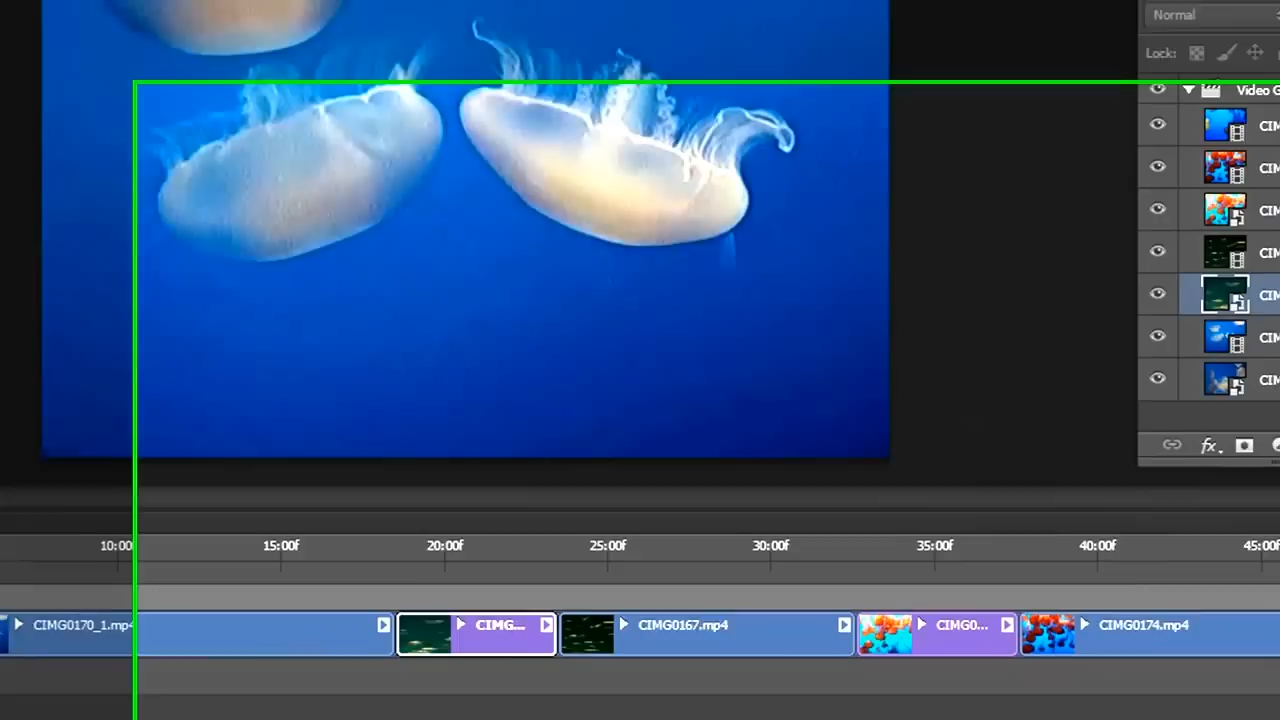 Normal
Lock:
Video G
CIM
CIM
CIM
CIM
CIM
CIM
CIM
fx.
10:00 15:00f 20:00f 25:00f 30:00f 35:00f 40:00f 45:00f
CIMG0170_1.mp4 CIMG... CIMG0167.mp4 CIMG0... CIMG0174.mp4